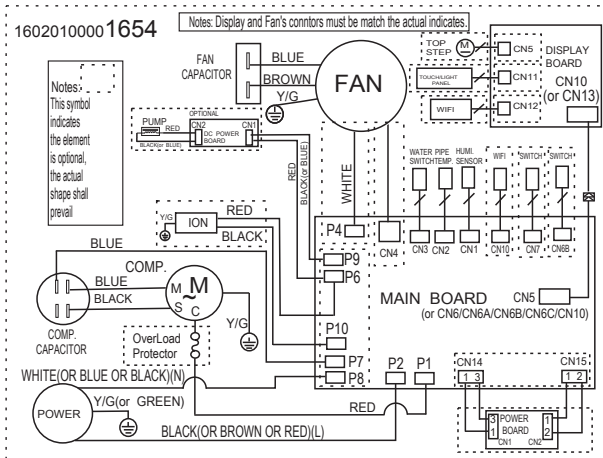 16020100001654
Notes: Display and Fan's conntors must be match the actual indicates.
Notes:
This symbol
indicates
the element
is optional,
the actual
shape shall
prevail
FAN
CAPACITOR
BLUE
BROWN
Y/G
FAN
TOP
STEP
M
CN5
TOUCH/LIGHT
PANEL
CN11
WIFI
CN12
DISPLAY
BOARD
CN10
(or CN13)
OPTIONAL
PUMP
RED
BLACK(or BLUE)
CN2
CN1
DC POWER
BOARD
RED
BLACK(or BLUE)
WHITE
WATER
SWITCH
PIPE
TEMP.
HUMI.
SENSOR
WIFI
SWITCH
SWITCH
CN3
CN2
CN1
CN10
CN7
CN6B
P4
CN4
Y/G
ION
RED
BLACK
P9
P6
P10
P7
P8
P2
P1
MAIN BOARD
CN5
(or CN6/CN6A/CN6B/CN6C/CN10)
BLUE
COMP.
BLUE
BLACK
M
S
C
M
~
Y/G
COMP.
CAPACITOR
OverLoad
Protector
WHITE(OR BLUE OR BLACK)(N)
POWER
Y/G(or GREEN)
RED
BLACK(OR BROWN OR RED)(L)
CN14
1 3
CN15
1 2
3
1
POWER
BOARD
CN1
CN2
1
2